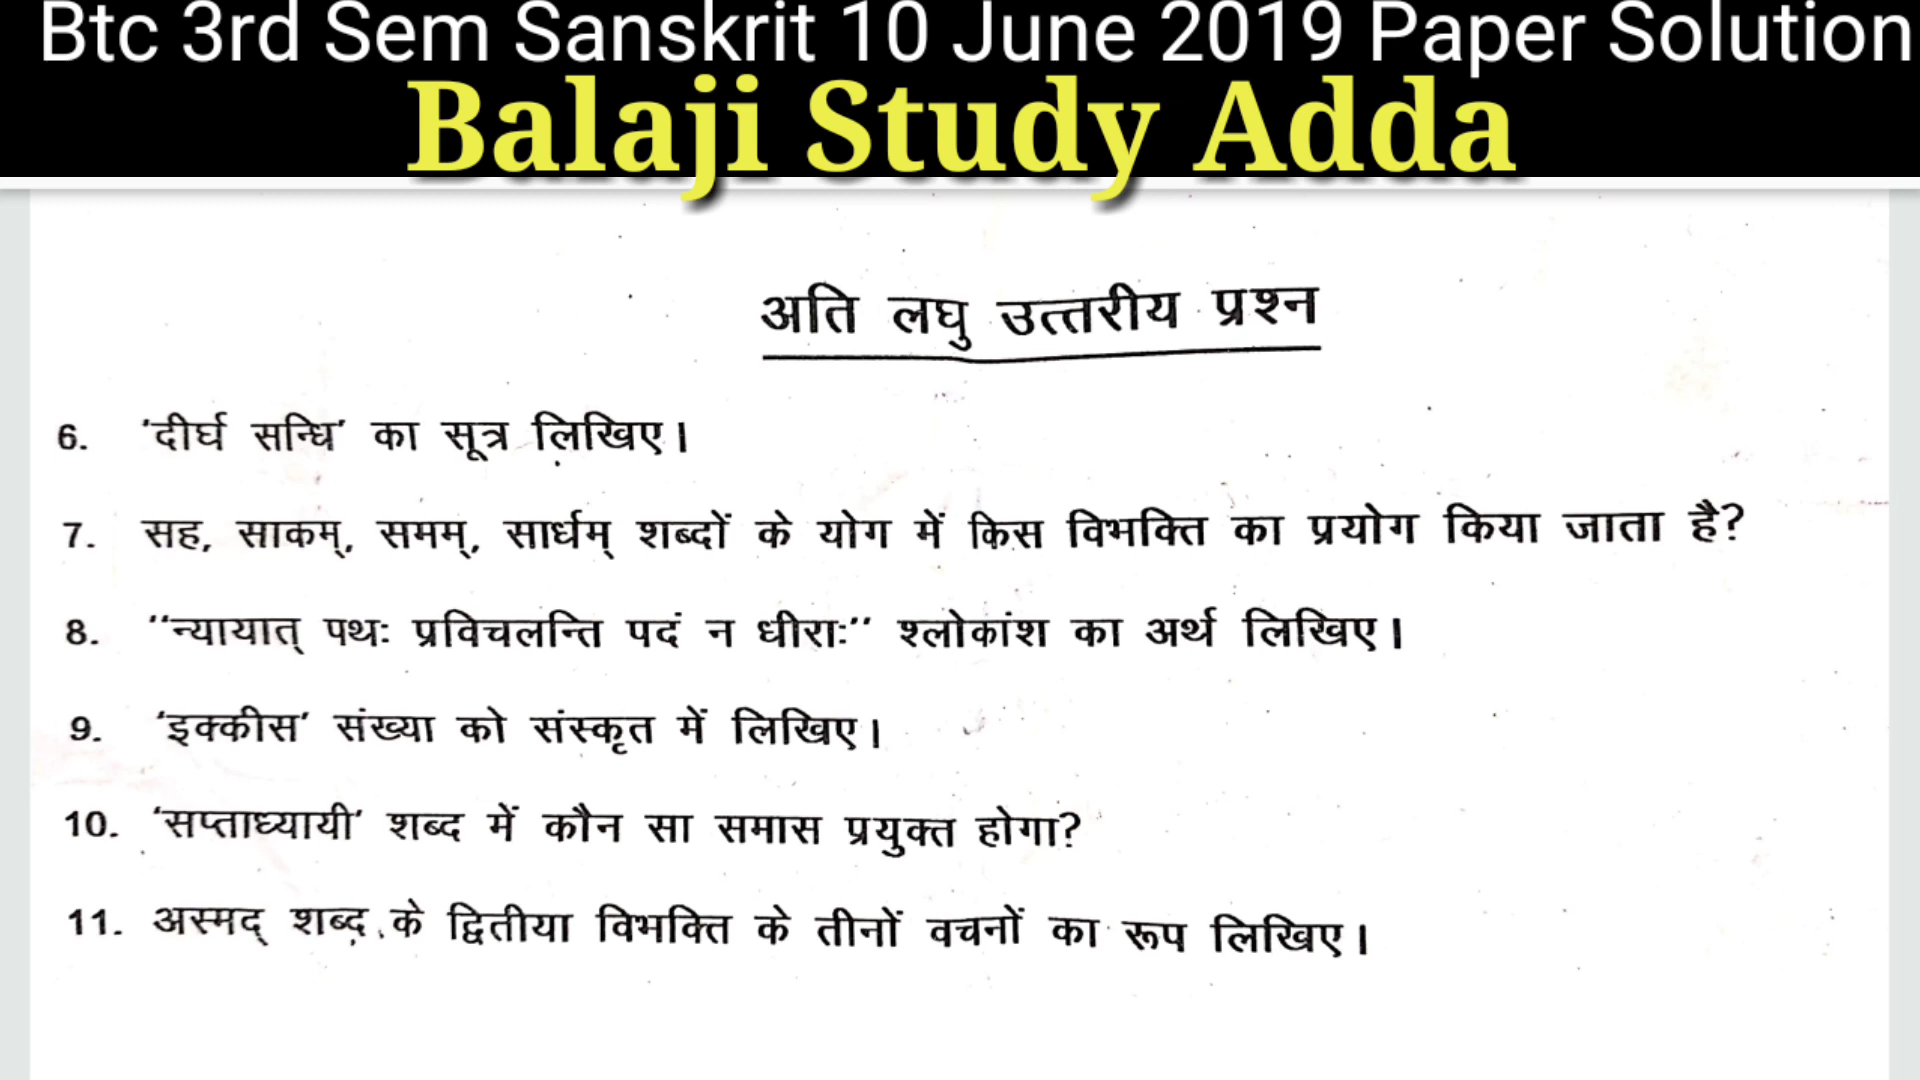 Btc 3rd Sem Sanskrit 10 June 2019 Paper Solution
Balaji Study Adda
अति लघु उत्तरीय प्रश्न
6. 'दीर्घ सन्धि' का सूत्र लिखिए।
7. सह, साकम्, समम्, सार्धम् शब्दों के योग में किस विभक्ति का प्रयोग किया जाता है?
8. ''न्यायात् पथः प्रविचलन्ति पदं न धीराः'' श्लोकांश का अर्थ लिखिए।
9. 'इक्कीस' संख्या को संस्कृत में लिखिए।
10. 'सप्ताध्यायी' शब्द में कौन सा समास प्रयुक्त होगा?
11. अस्मद् शब्द के द्वितीया विभक्ति के तीनों वचनों का रूप लिखिए।